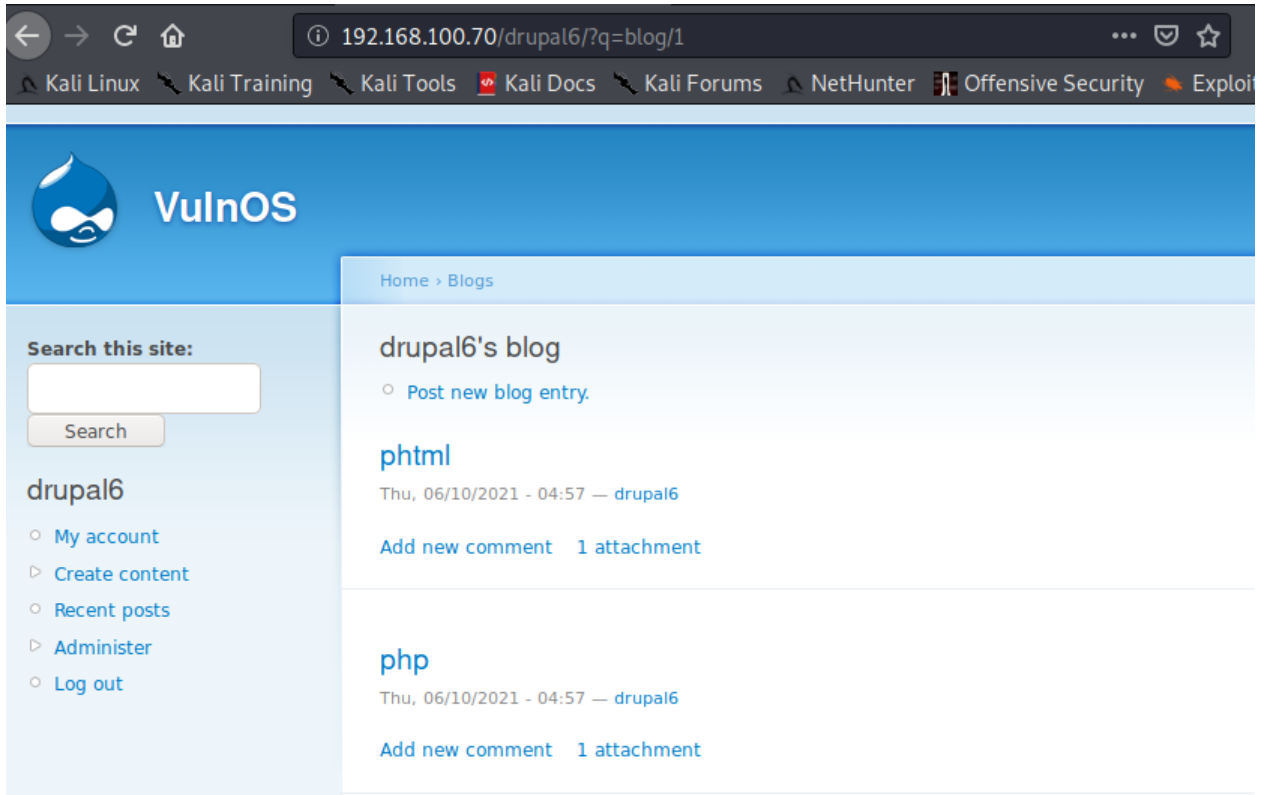 192.168.100.70/drupal6/?q=blog/1
Kali Linux Kali Training Kali Tools Kali Docs Kali Forums NetHunter Offensive Security Exploit
VulnOS
Home › Blogs
Search this site:
Search
drupal6
My account
Create content
Recent posts
Administer
Log out
drupal6's blog
Post new blog entry.
phtml
Thu, 06/10/2021 - 04:57 — drupal6
Add new comment 1 attachment
php
Thu, 06/10/2021 - 04:57 — drupal6
Add new comment 1 attachment